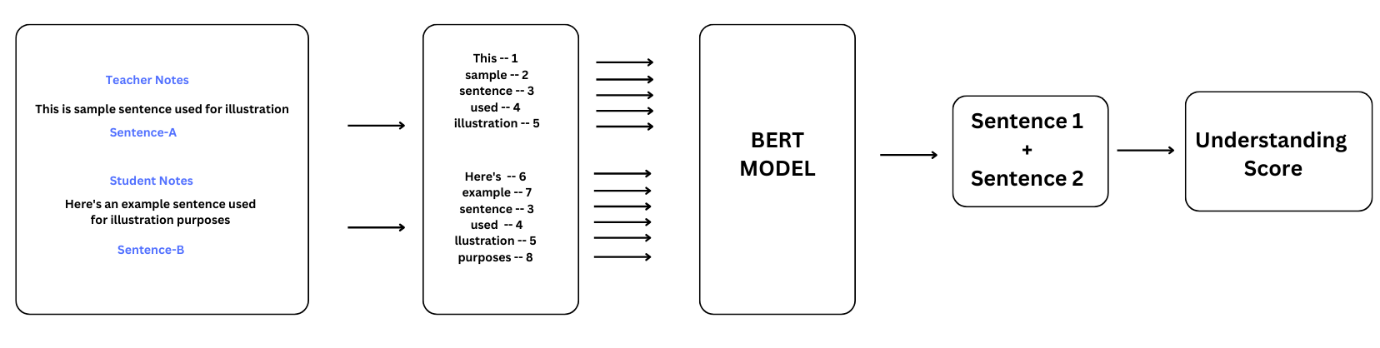 Teacher Notes
This is sample sentence used for illustration
Sentence-A
Student Notes
Here's an example sentence used
for illustration purposes
Sentence-B
This -- 1
sample -- 2
sentence -- 3
used -- 4
illustration -- 5
Here's -- 6
example -- 7
sentence -- 3
used -- 4
llustration -- 5
purposes -- 8
BERT
MODEL
Sentence 1
+
Sentence 2
Understanding
Score